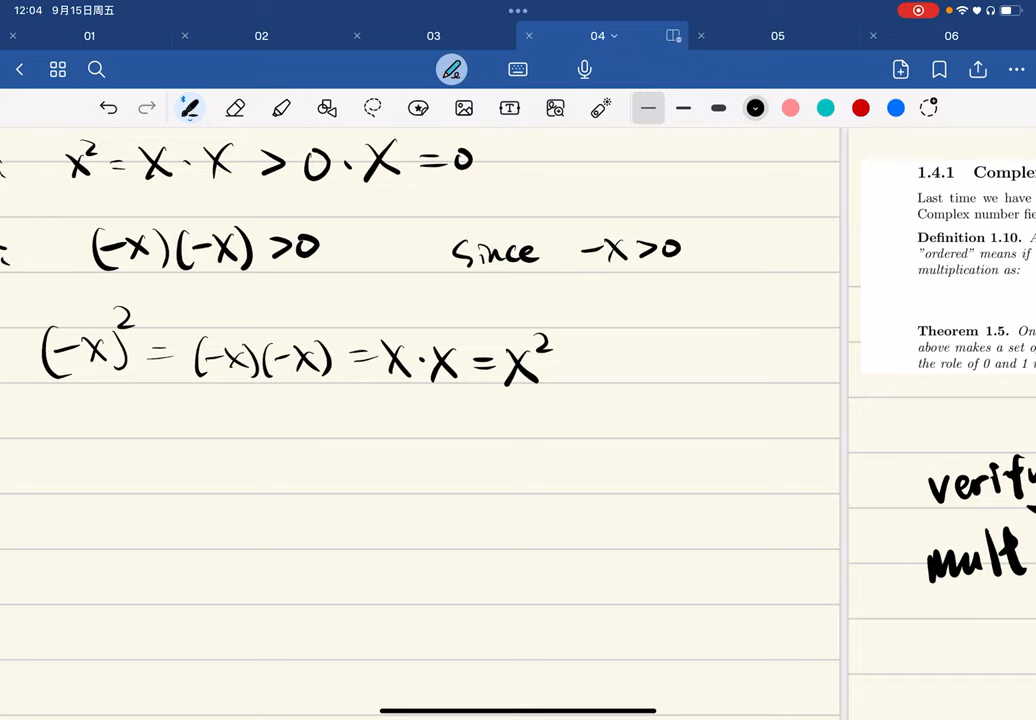 12:04 9月15日周五
01 02 03 04 05 06
x² = x · x > 0 · x = 0
(-x)(-x) > 0 since -x > 0
(-x)² = (-x)(-x) = x · x = x²
1.4.1 Comple
Last time we have
Complex number fie
Definition 1.10. A
"ordered" means if
multiplication as:
Theorem 1.5. On
above makes a set o
the role of 0 and 1 i
verify
mult